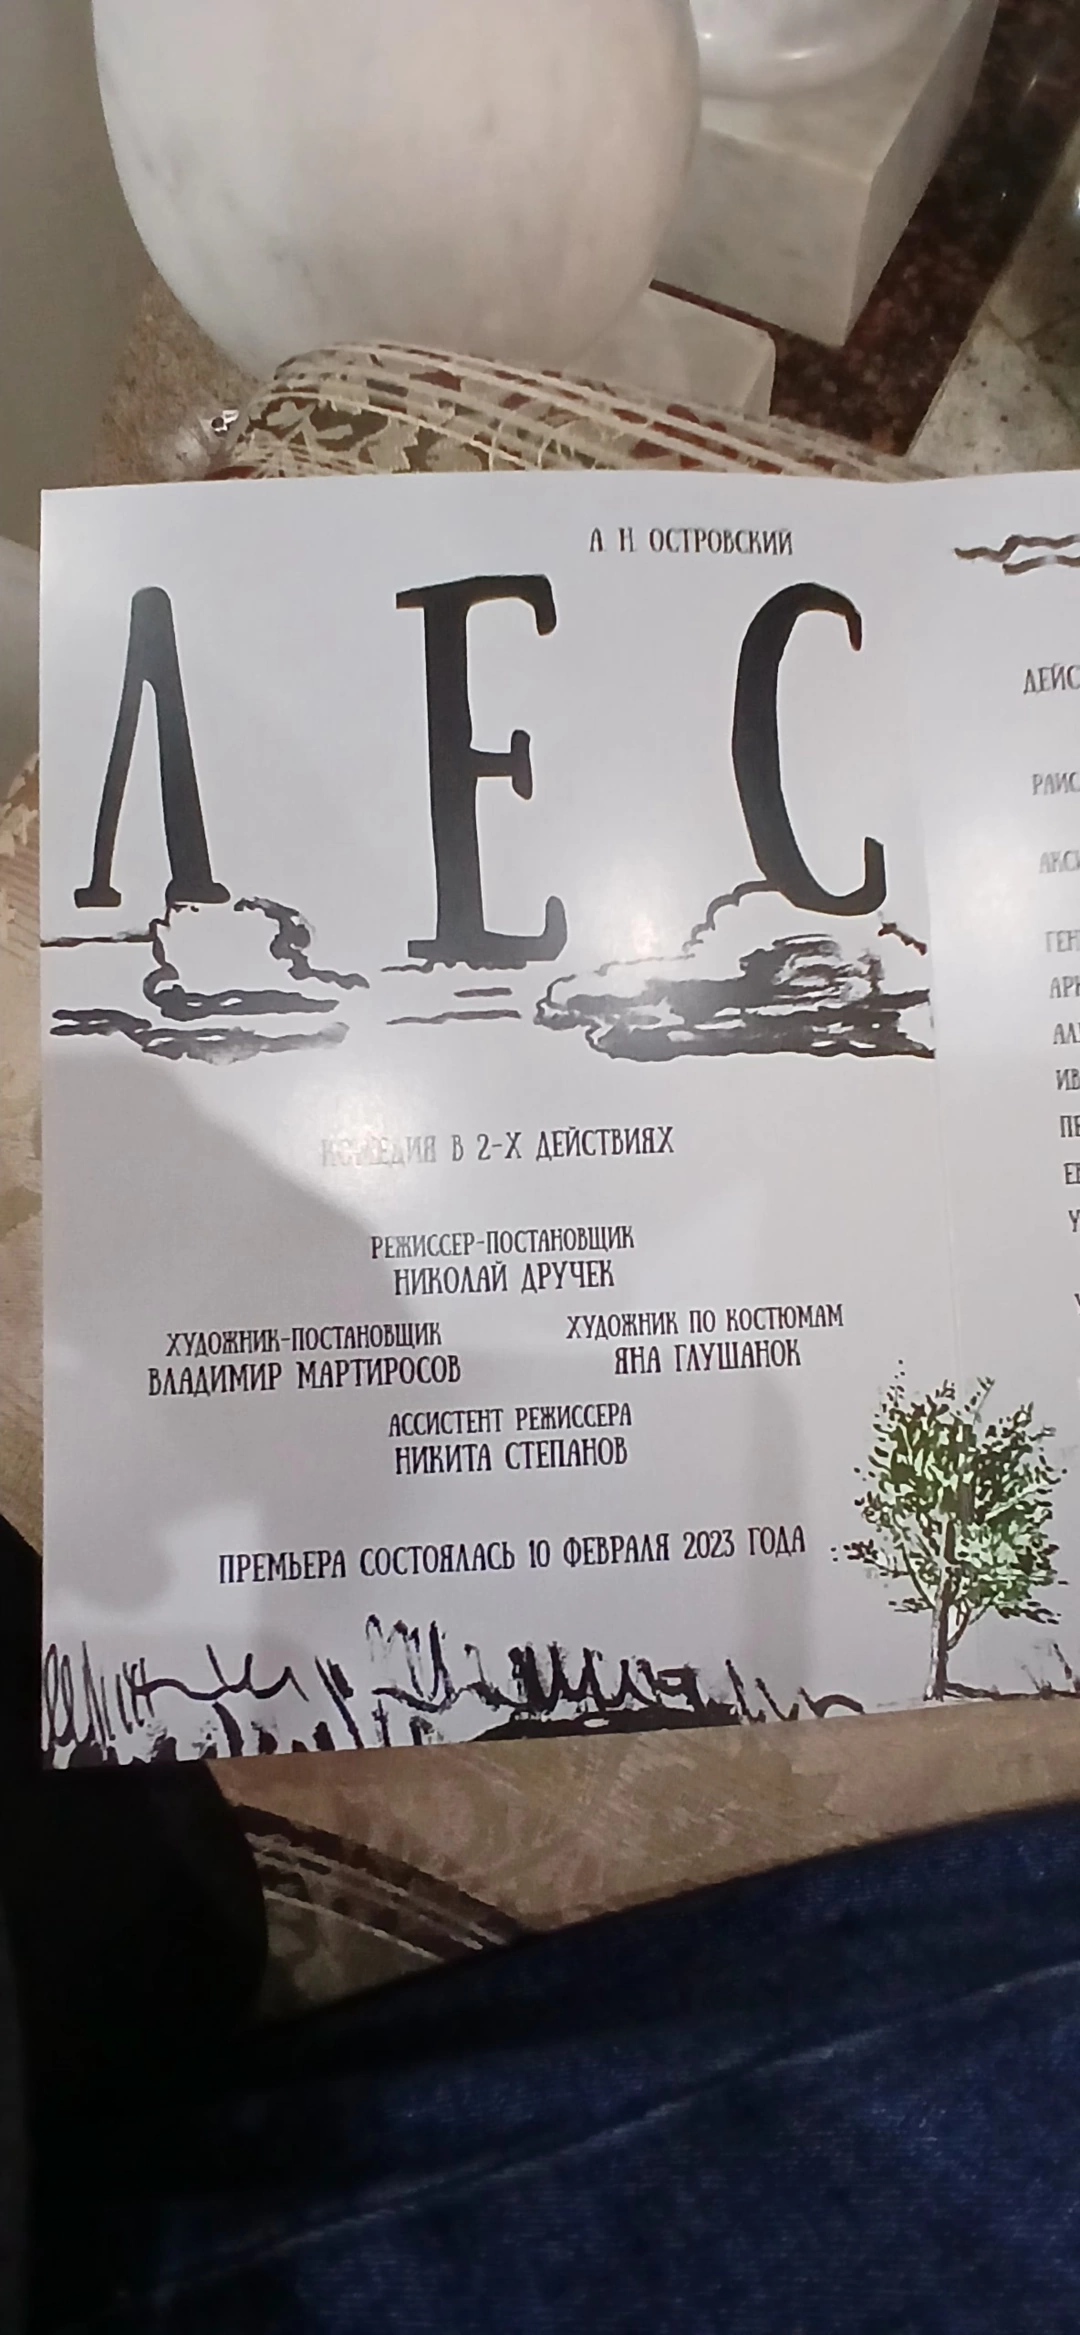 А. Н. ОСТРОВСКИЙ
ЛЕС
КОМЕДИЯ В 2-Х ДЕЙСТВИЯХ
РЕЖИССЕР-ПОСТАНОВЩИК
НИКОЛАЙ ДРУЧЕК
ХУДОЖНИК-ПОСТАНОВЩИК
ВЛАДИМИР МАРТИРОСОВ
ХУДОЖНИК ПО КОСТЮМАМ
ЯНА ГЛУШАНОК
АССИСТЕНТ РЕЖИССЕРА
НИКИТА СТЕПАНОВ
ПРЕМЬЕРА СОСТОЯЛАСЬ 10 ФЕВРАЛЯ 2023 ГОДА